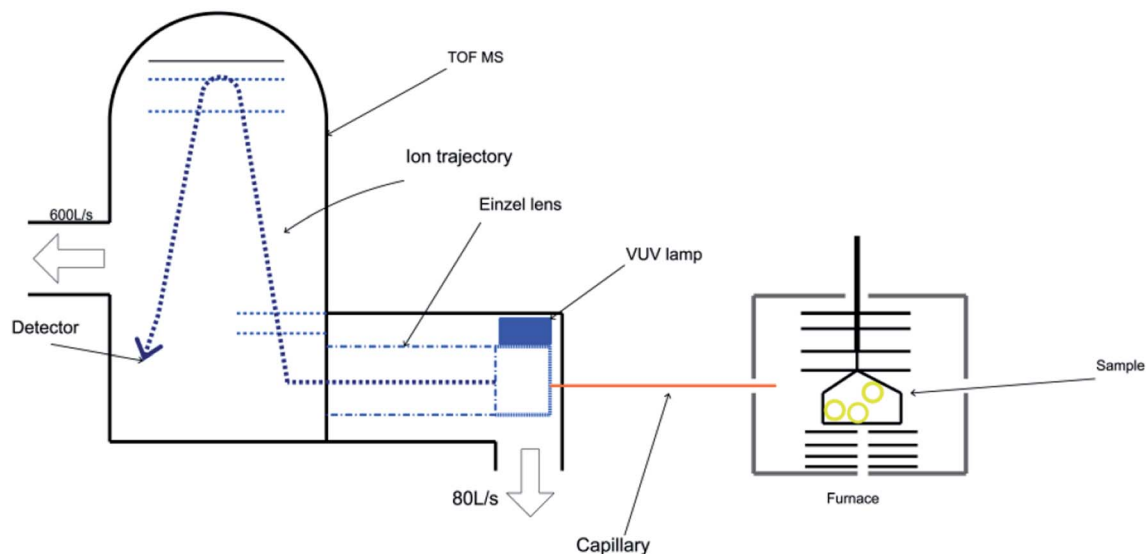 TOF MS
Ion trajectory
600L/s
Einzel lens
VUV lamp
Detector
Sample
80L/s
Furnace
Capillary